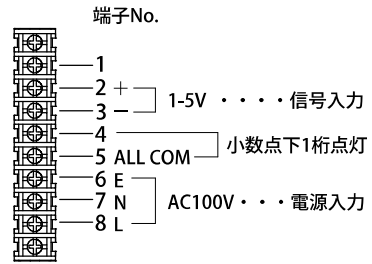 端子No.
1
2 +
3 −
1-5V ・・・・信号入力
4
5 ALL COM
小数点下1桁点灯
6 E
7 N
8 L
AC100V・・・電源入力